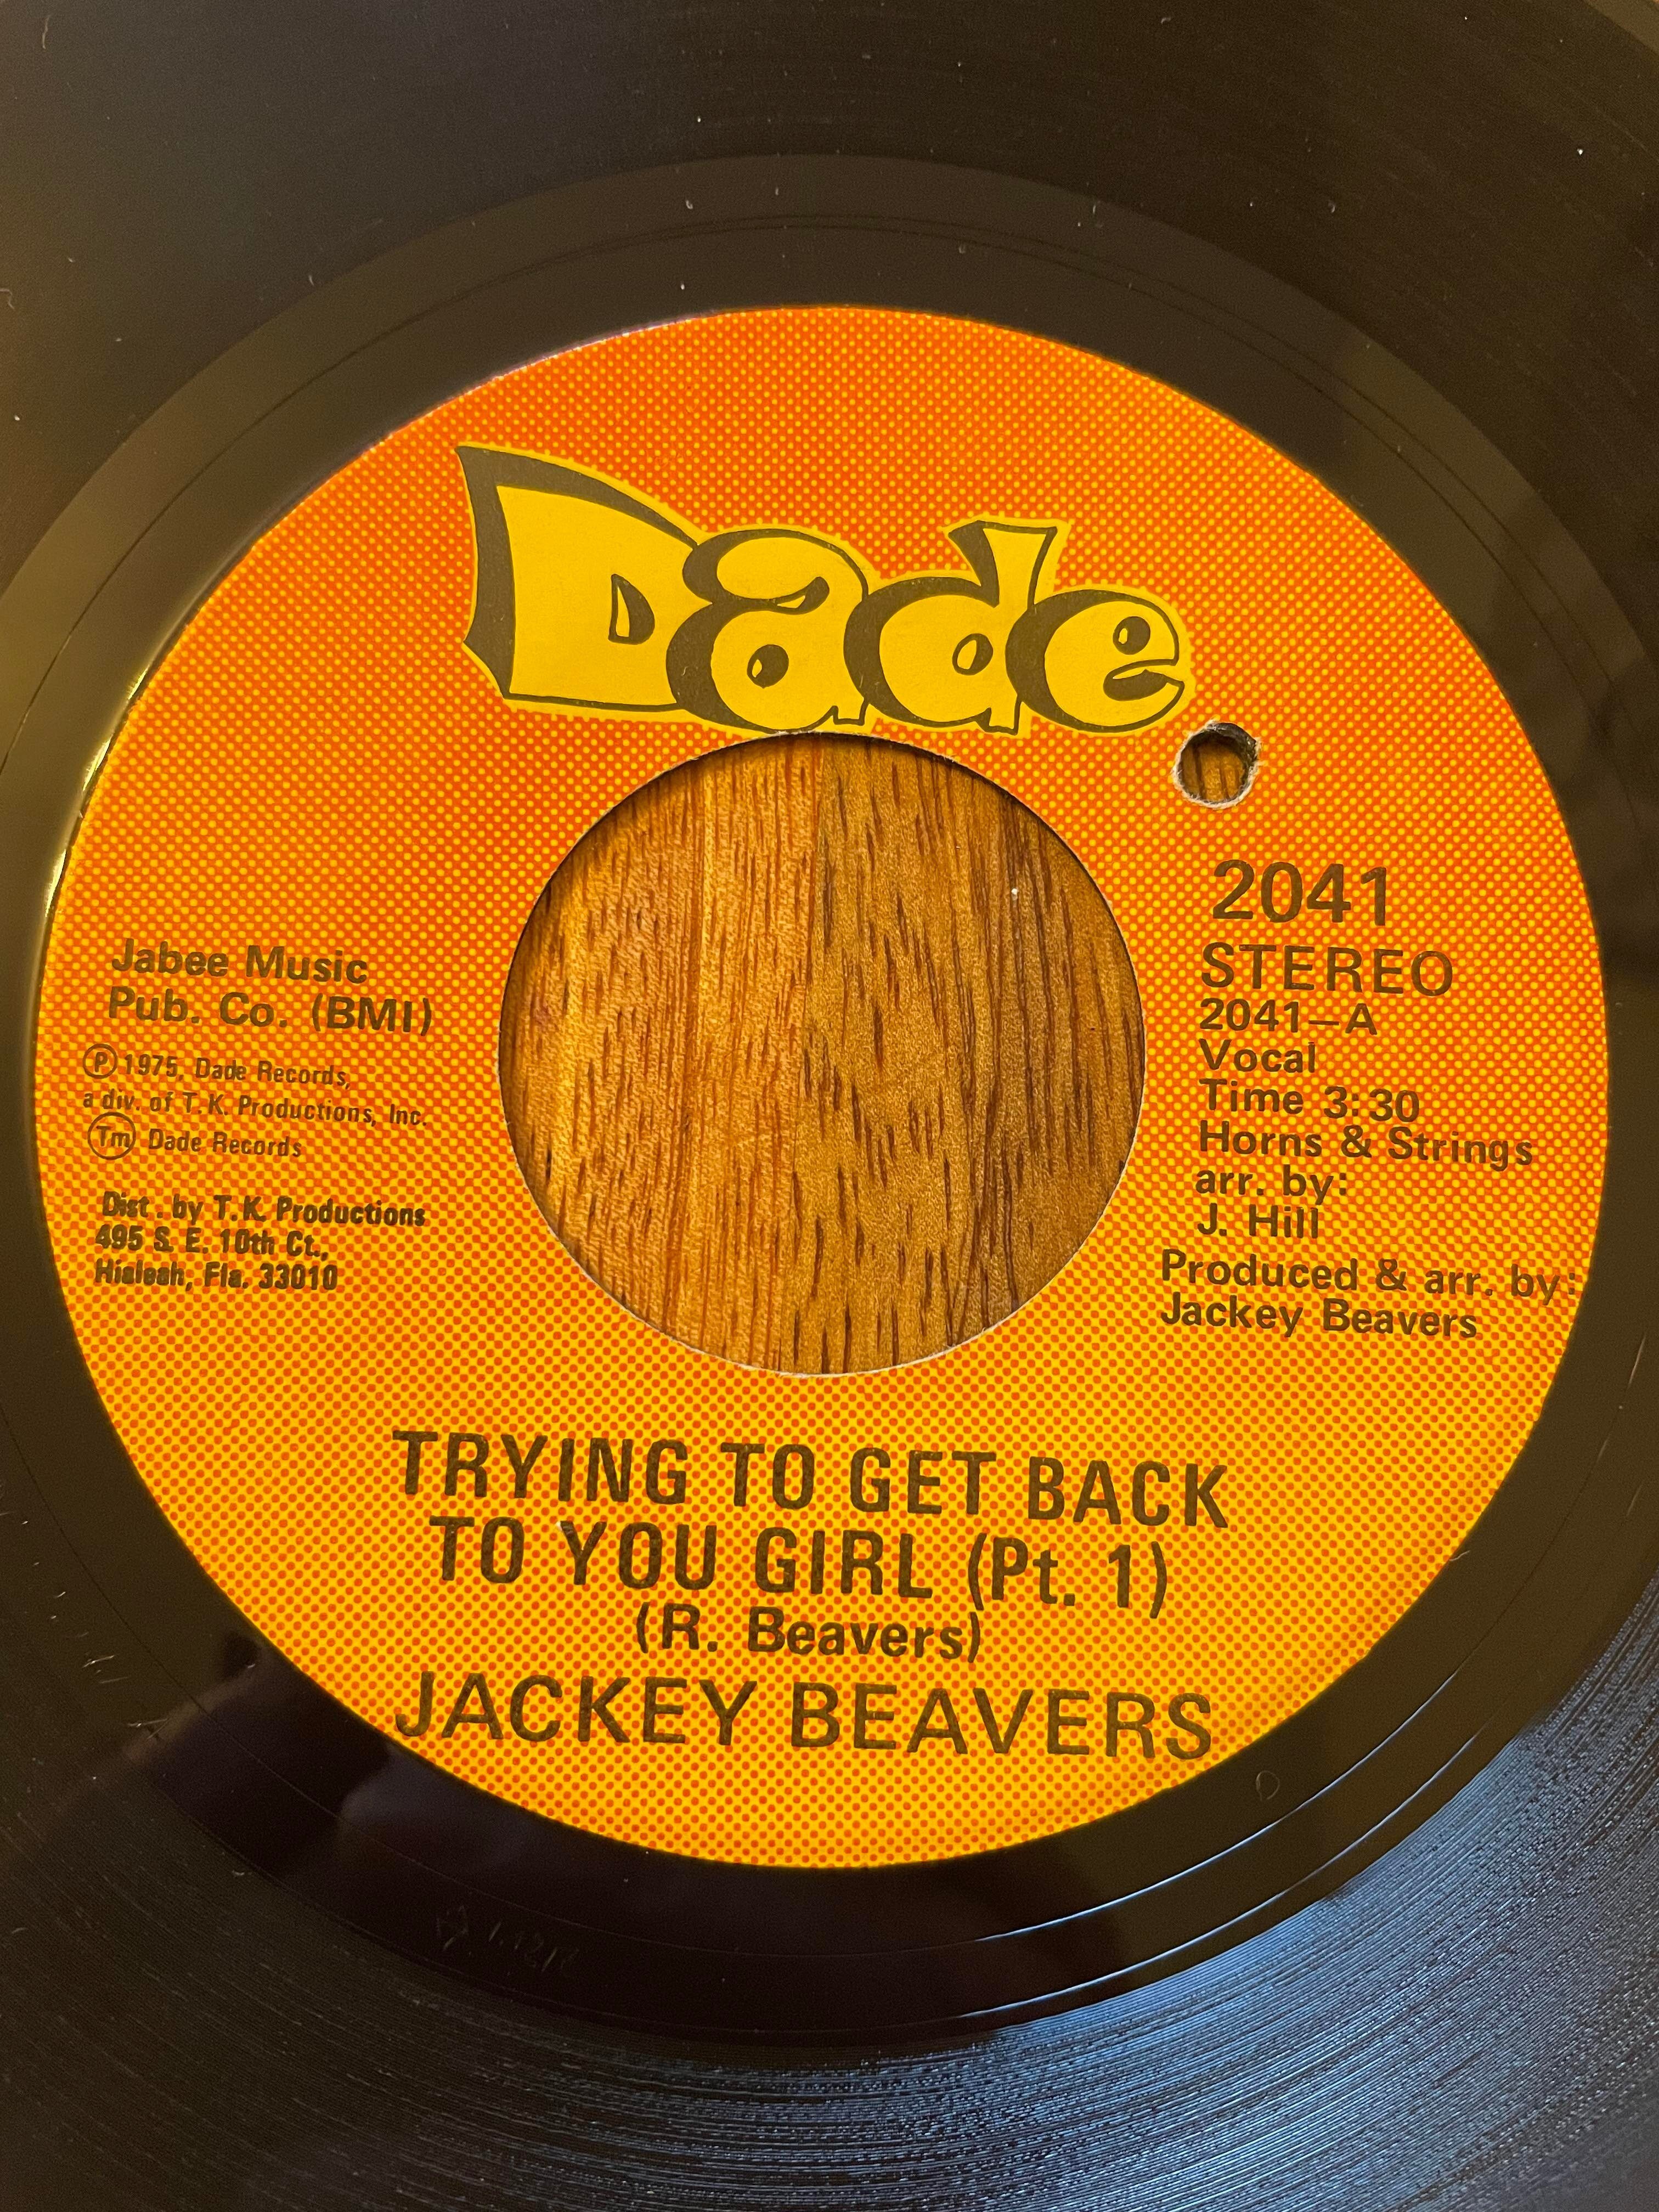 Dade
Jabee Music
Pub. Co. (BMI)
Ⓟ 1975, Dade Records,
a div. of T.K. Productions, Inc.
Tm Dade Records
Dist. by T.K. Productions
495 S. E. 10th Ct.,
Hialeah, Fla. 33010
2041
STEREO
2041-A
Vocal
Time 3:30
Horns & Strings
arr. by:
J. Hill
Produced & arr. by:
Jackey Beavers
TRYING TO GET BACK
TO YOU GIRL (Pt. 1)
(R. Beavers)
JACKEY BEAVERS